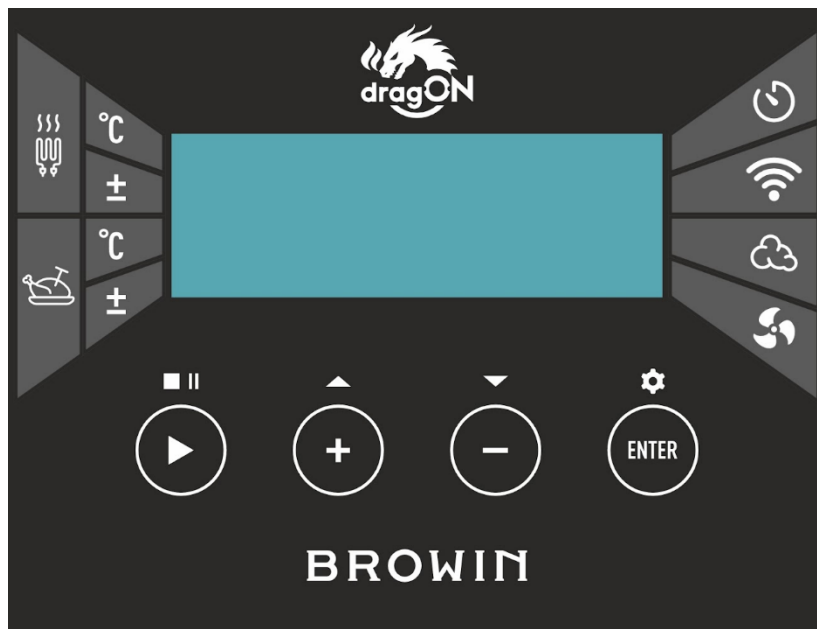 dragON
°C
±
°C
±
+
−
ENTER
BROWIN